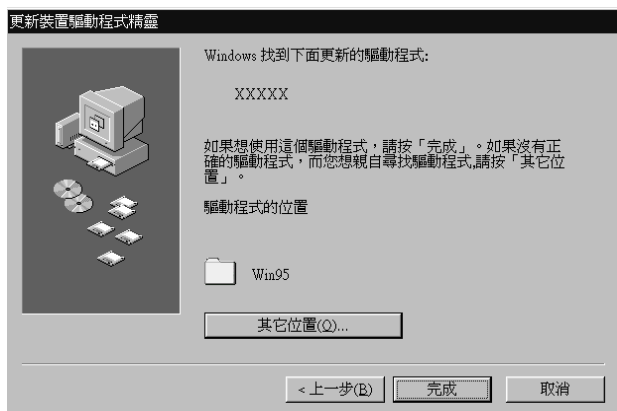 更新裝置驅動程式精靈
Windows 找到下面更新的驅動程式:
XXXXX
如果想使用這個驅動程式，請按「完成」。如果沒有正
確的驅動程式，而您想親自尋找驅動程式,請按「其它位
置」。
驅動程式的位置
Win95
其它位置(O)...
<上一步(B)
完成
取消